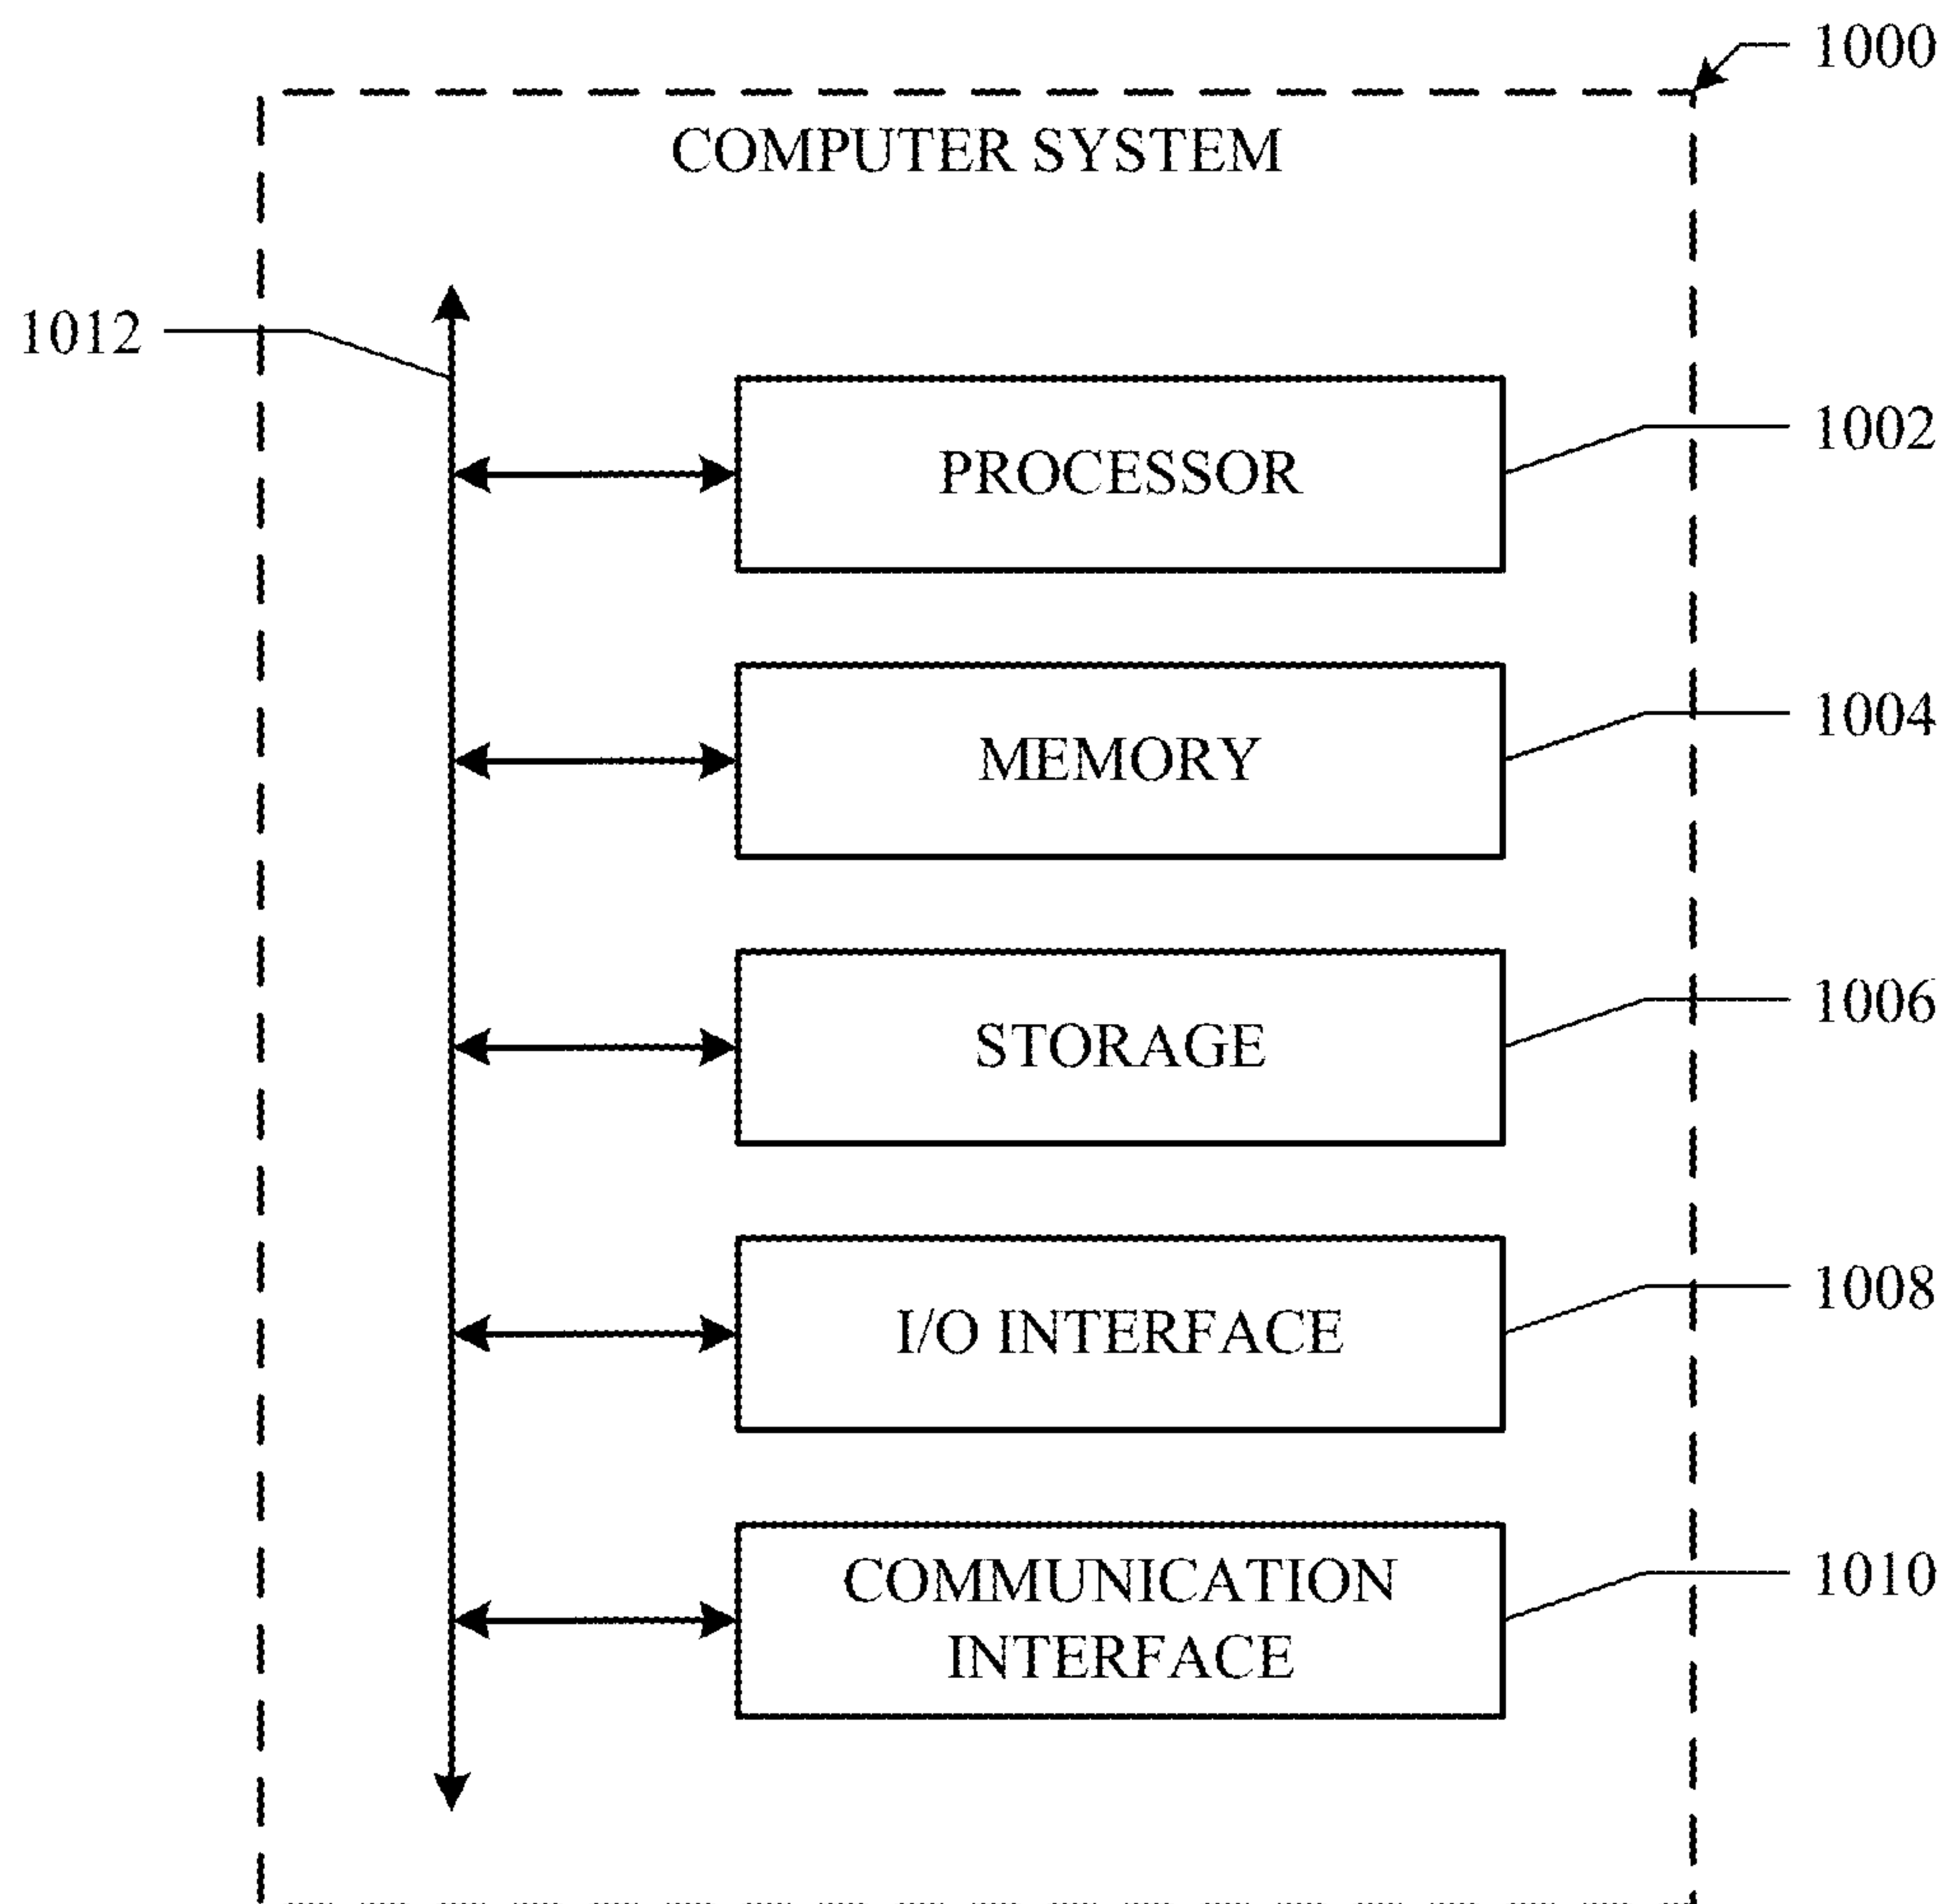 1000
COMPUTER SYSTEM
1012
PROCESSOR
1002
MEMORY
1004
STORAGE
1006
I/O INTERFACE
1008
COMMUNICATION
INTERFACE
1010